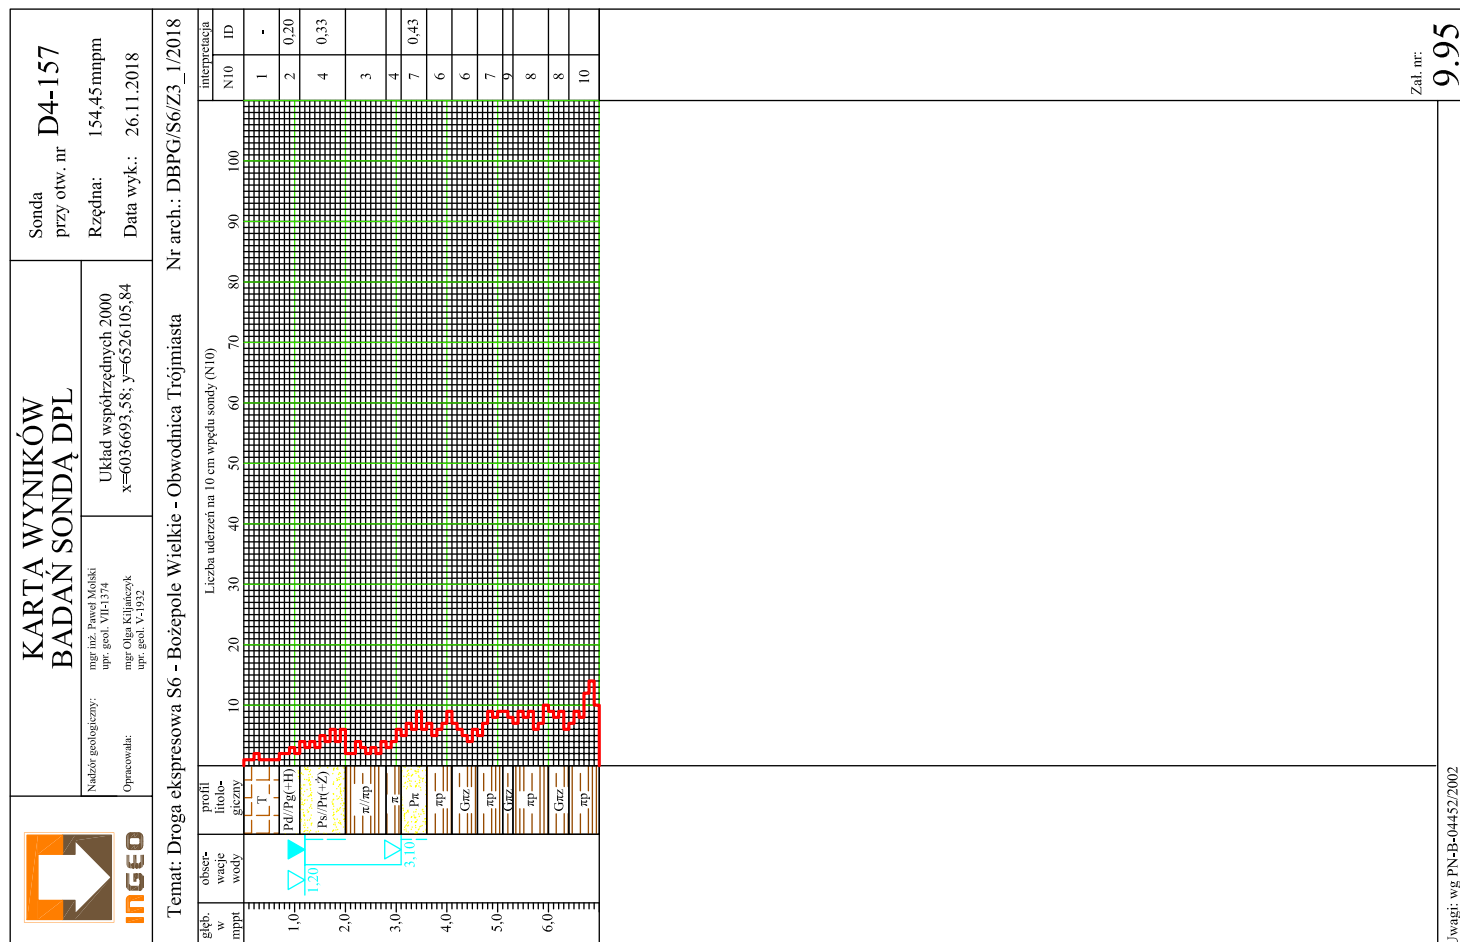 INGEO
KARTA WYNIKÓW
BADAŃ SONDĄ DPL
Nadzór geologiczny:
mgr inż. Paweł Molski
upr. geol. VII-1374
Opracowała:
mgr Olga Kiljańczyk
upr. geol. V-1932
Układ współrzędnych 2000
x=6036693,58; y=6526105,84
Sonda
przy otw. nr D4-157
Rzędna: 154,45mnpm
Data wyk.: 26.11.2018
Temat: Droga ekspresowa S6 - Bożepole Wielkie - Obwodnica Trójmiasta
Nr arch.: DBPG/S6/Z3_1/2018
głęb.
w
mppt
obser-
wacje
wody
profil
litolo-
giczny
Liczba uderzeń na 10 cm wpędu sondy (N10)
10 20 30 40 50 60 70 80 90 100
interpretacja
N10 ID
T 1 -
1,0
1,20
Pd//Pg(+H) 2 0,20
Ps//Pr(+Ż) 4 0,33
2,0
π//πp 3
3,0
3,10
π 4
Pπ 7 0,43
πp 6
4,0
Gπz 6
πp 7
5,0
Gπz 9
πp 8
6,0
Gπz 8
πp 10
Uwagi: wg PN-B-04452/2002
Zał. nr:
9.95